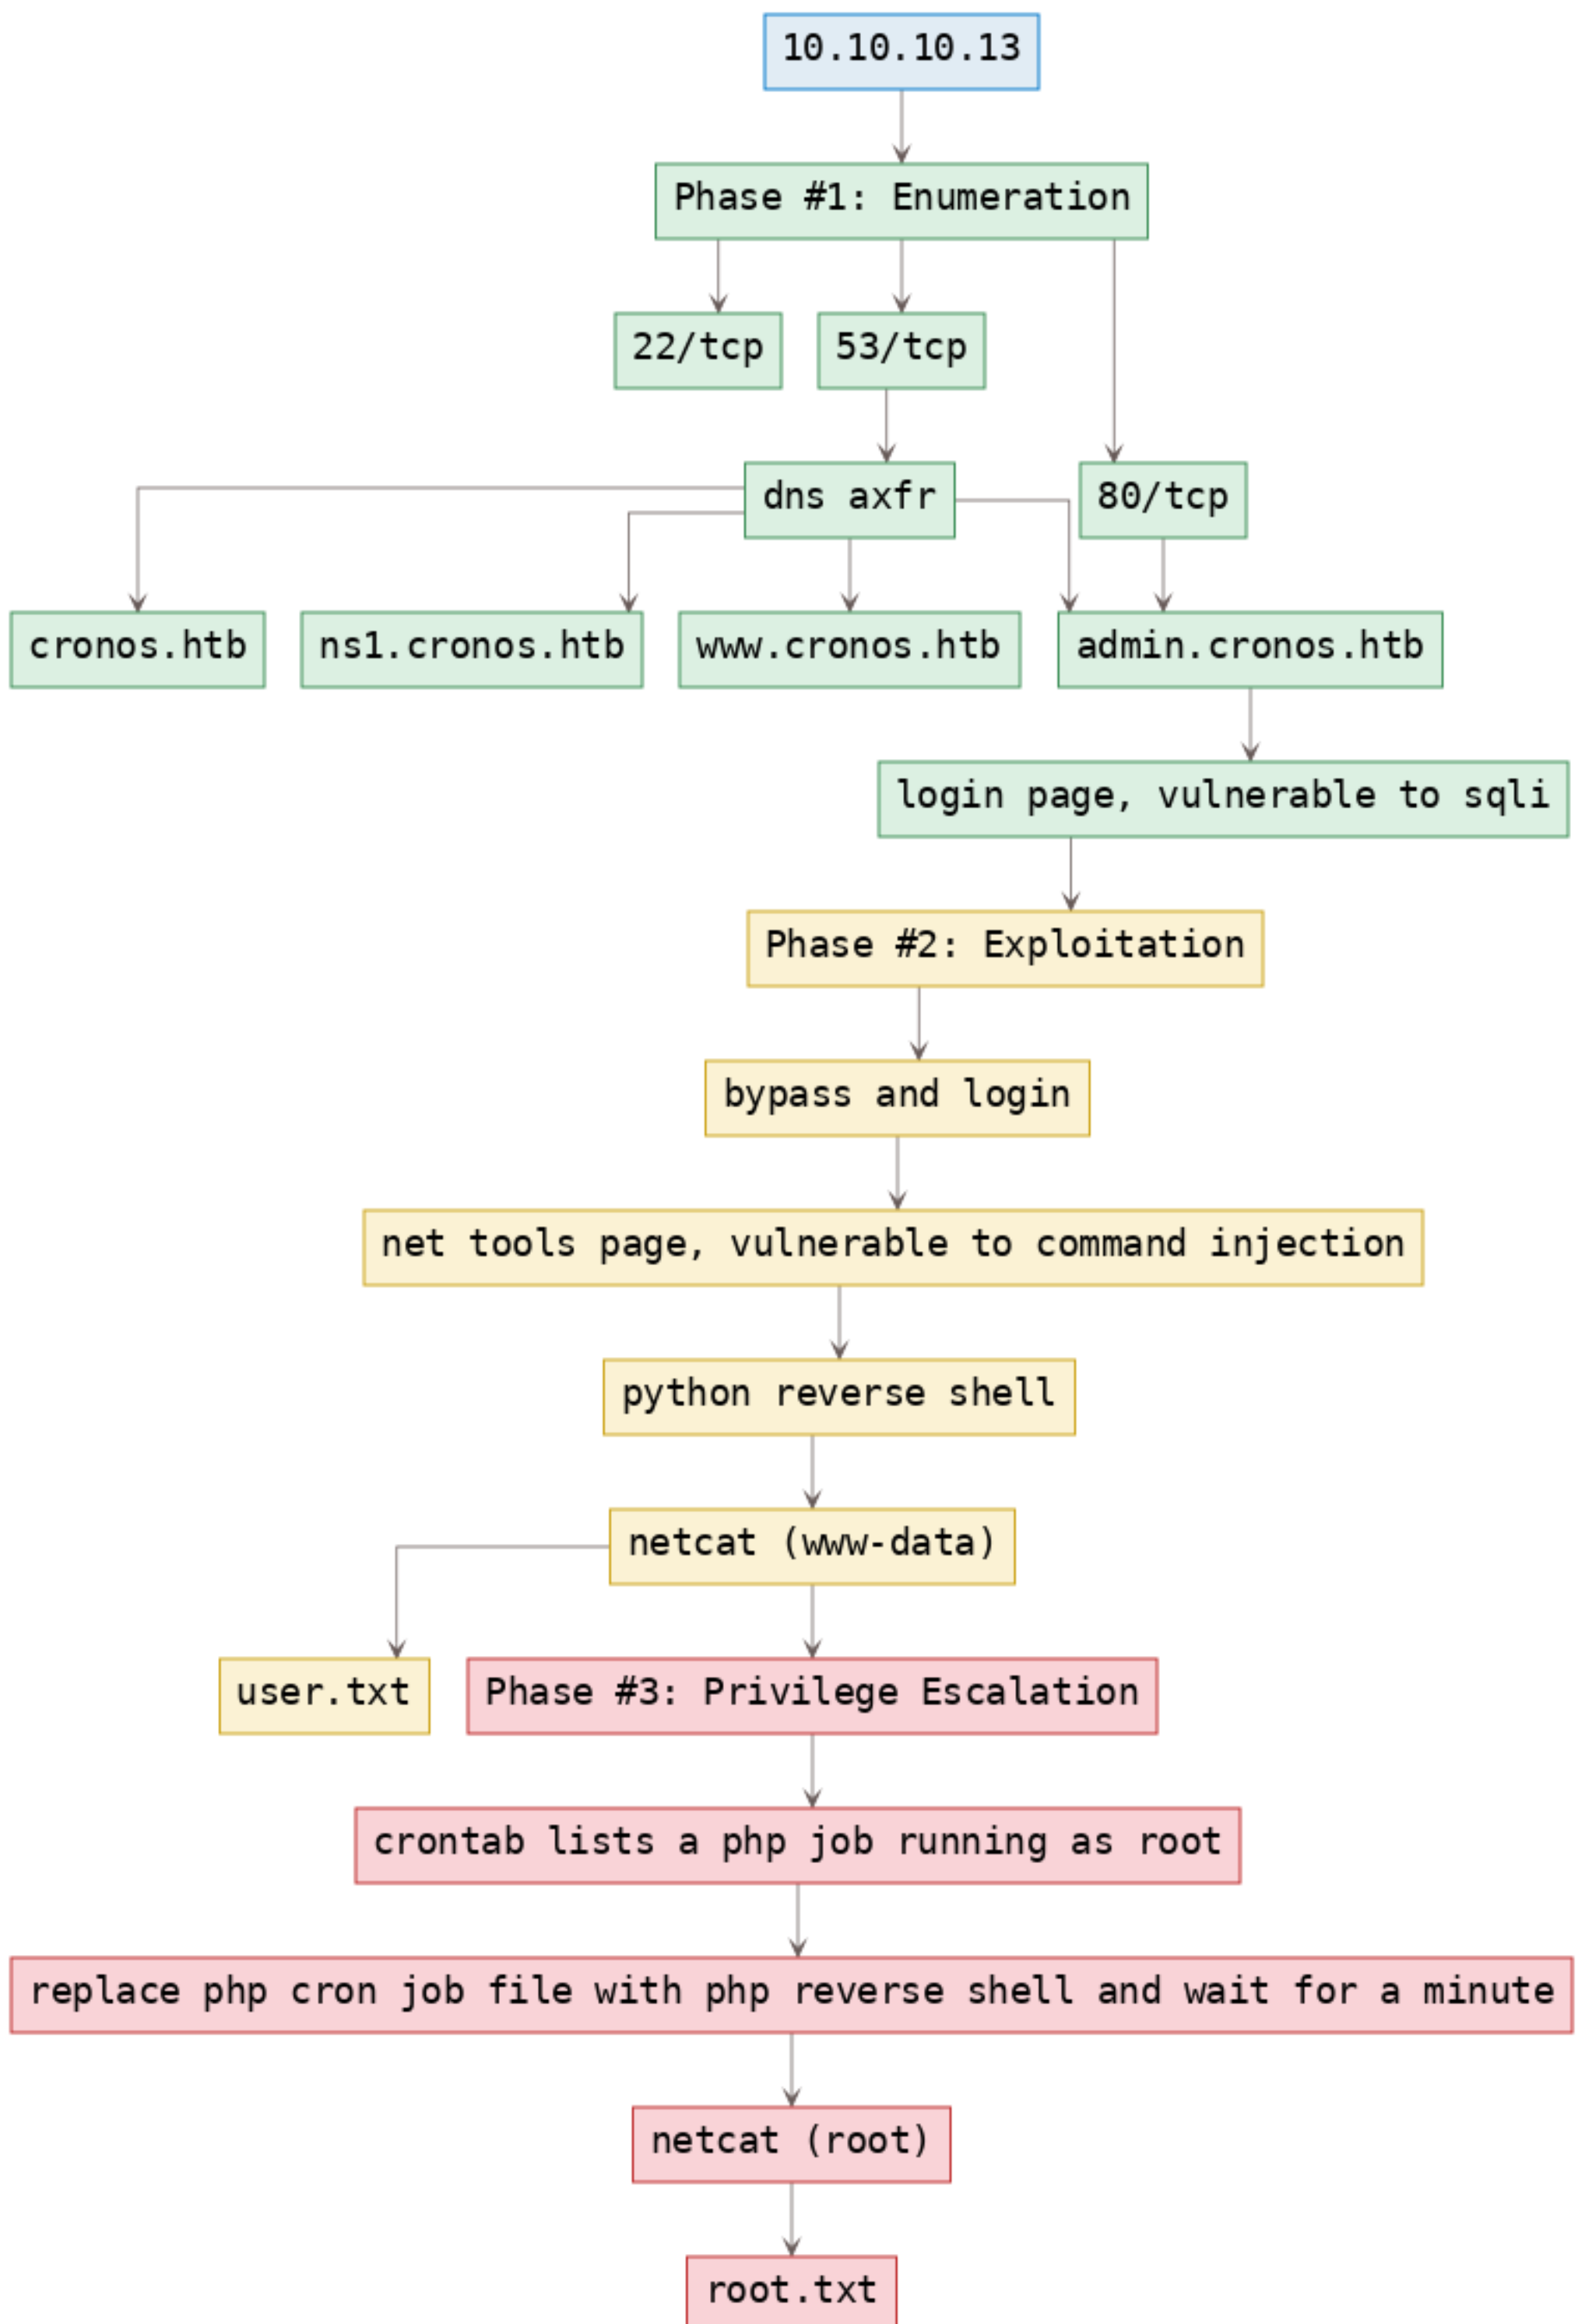 10.10.10.13
Phase #1: Enumeration
22/tcp
53/tcp
dns axfr
80/tcp
cronos.htb
ns1.cronos.htb
www.cronos.htb
admin.cronos.htb
login page, vulnerable to sqli
Phase #2: Exploitation
bypass and login
net tools page, vulnerable to command injection
python reverse shell
netcat (www-data)
user.txt
Phase #3: Privilege Escalation
crontab lists a php job running as root
replace php cron job file with php reverse shell and wait for a minute
netcat (root)
root.txt